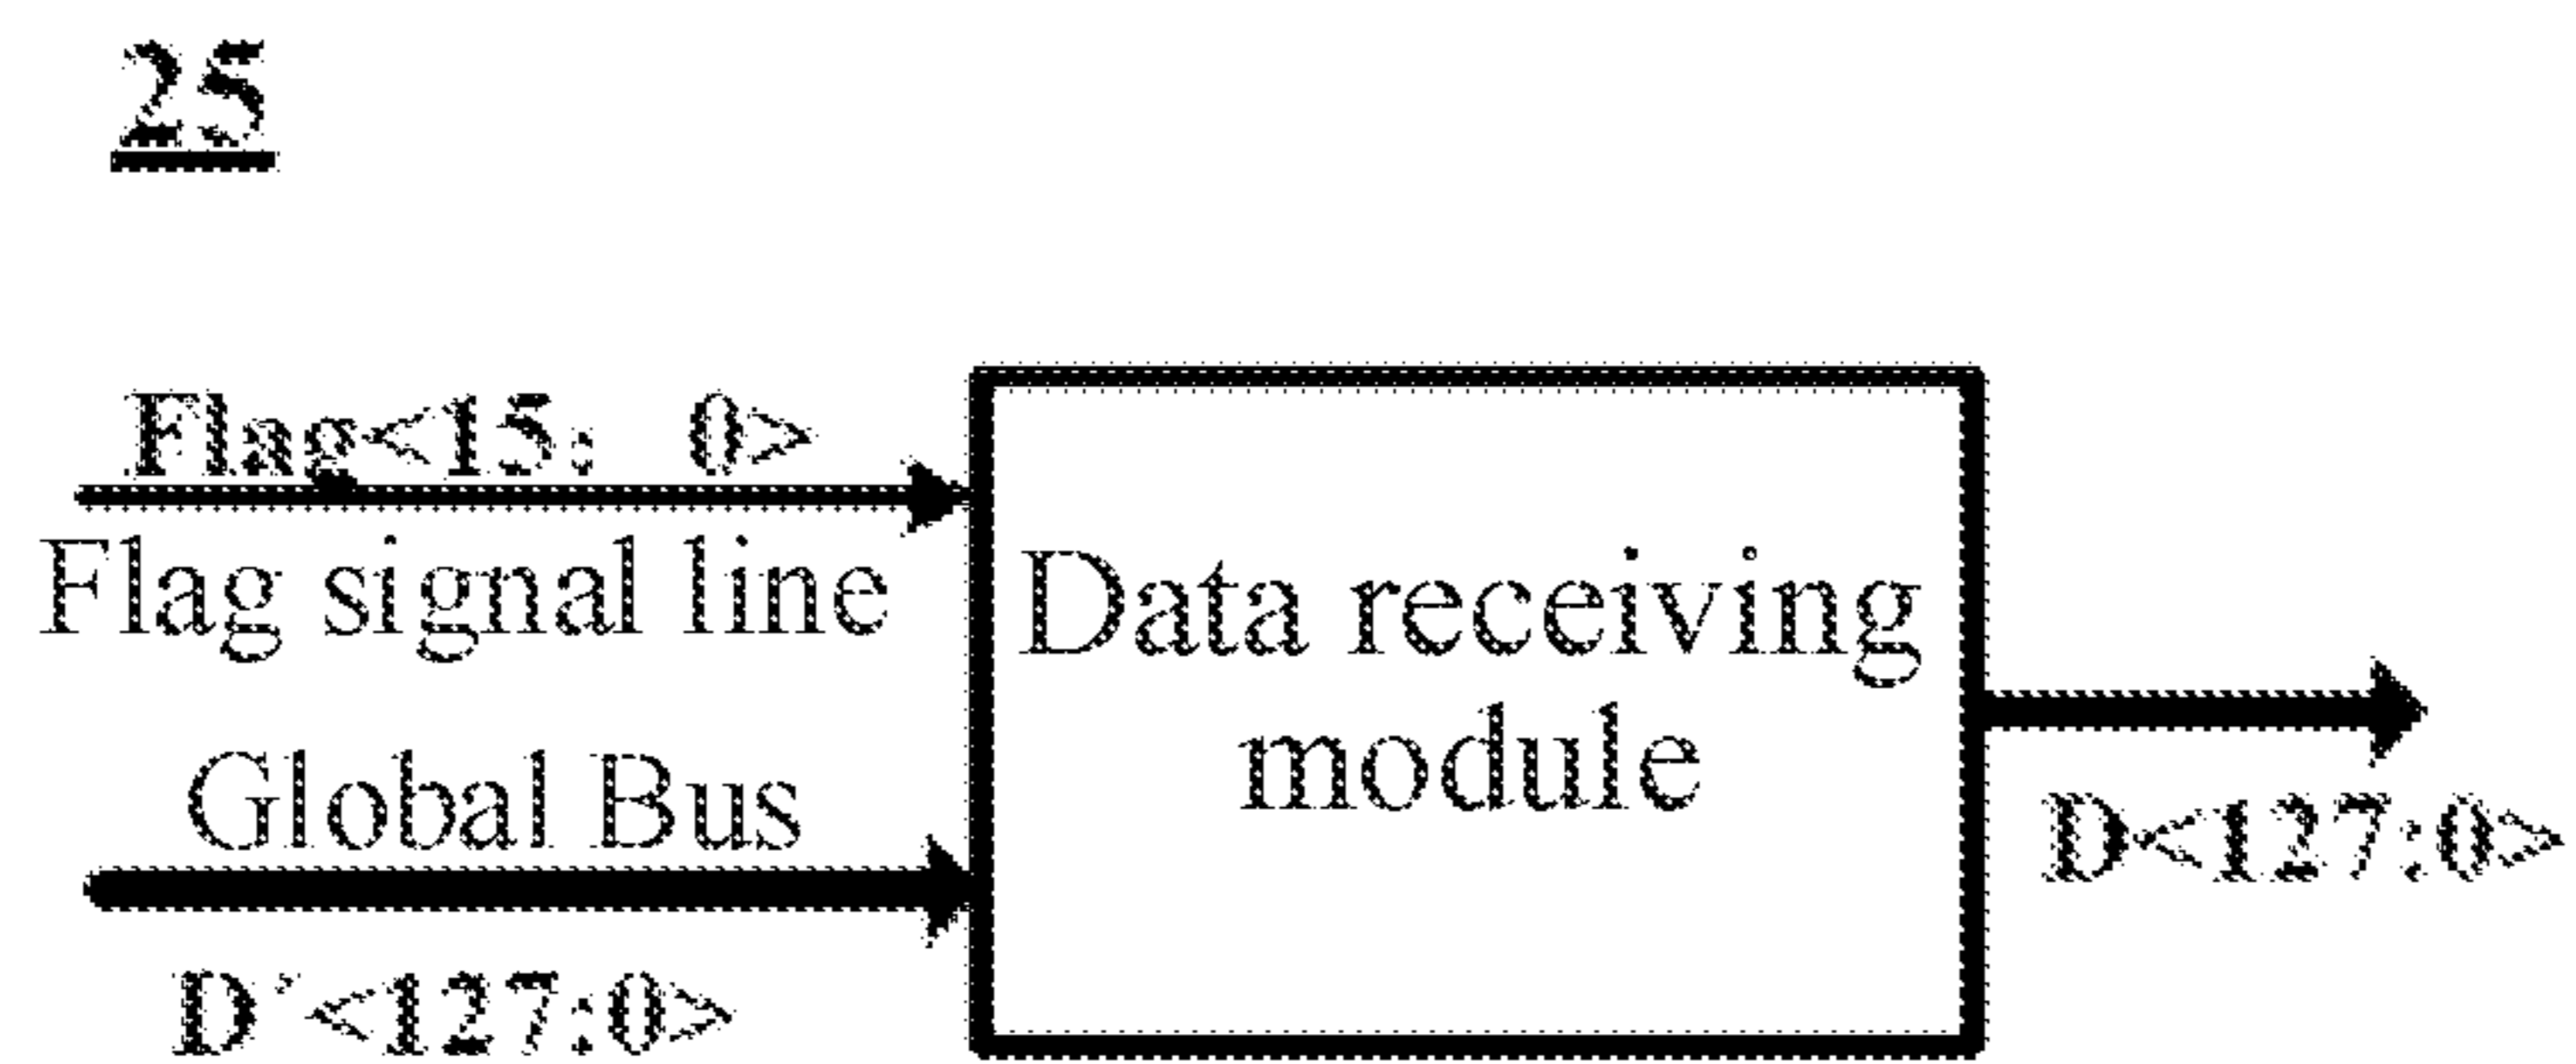 25
Flag<15: 0>
Flag signal line
Data receiving
module
Global Bus
D<127:0>
D´<127:0>